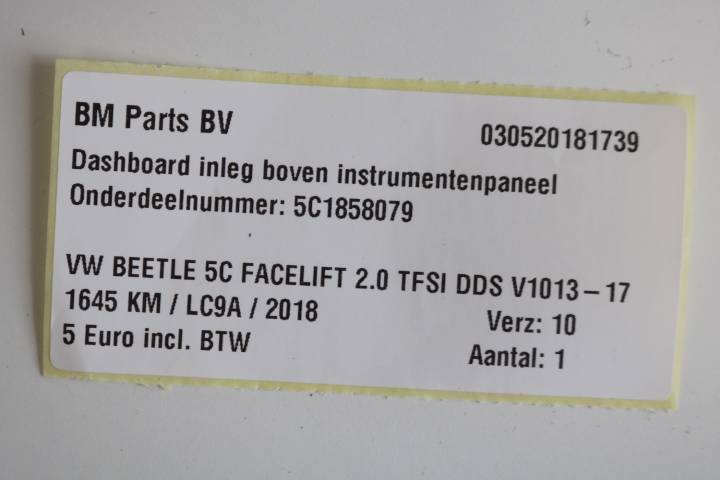 BM Parts BV 030520181739
Dashboard inleg boven instrumentenpaneel
Onderdeelnummer: 5C1858079
VW BEETLE 5C FACELIFT 2.0 TFSI DDS V1013-17
1645 KM / LC9A / 2018 Verz: 10
5 Euro incl. BTW Aantal: 1